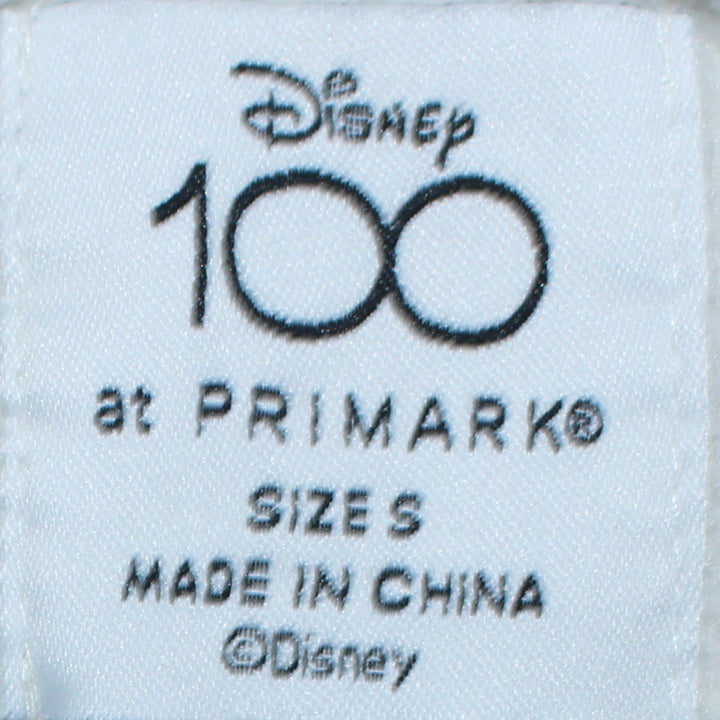 Disney
100
at PRIMARK®
SIZE S
MADE IN CHINA
©Disney